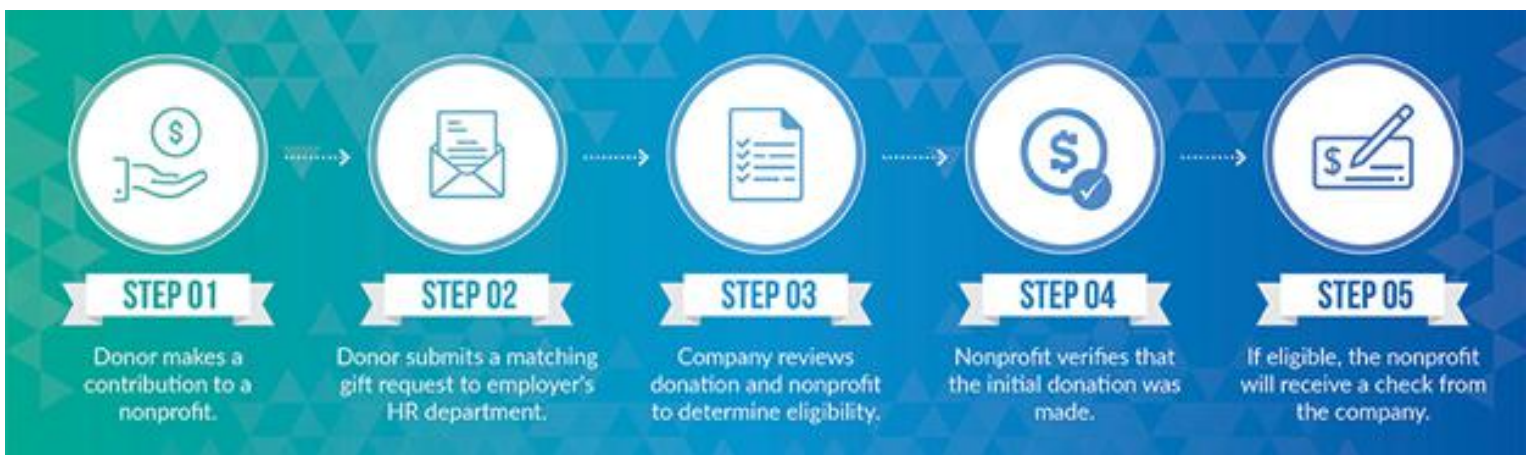 STEP 01
Donor makes a
contribution to a
nonprofit.
STEP 02
Donor submits a matching
gift request to employer's
HR department.
STEP 03
Company reviews
donation and nonprofit
to determine eligibility.
STEP 04
Nonprofit verifies that
the initial donation was
made.
STEP 05
If eligible, the nonprofit
will receive a check from
the company.